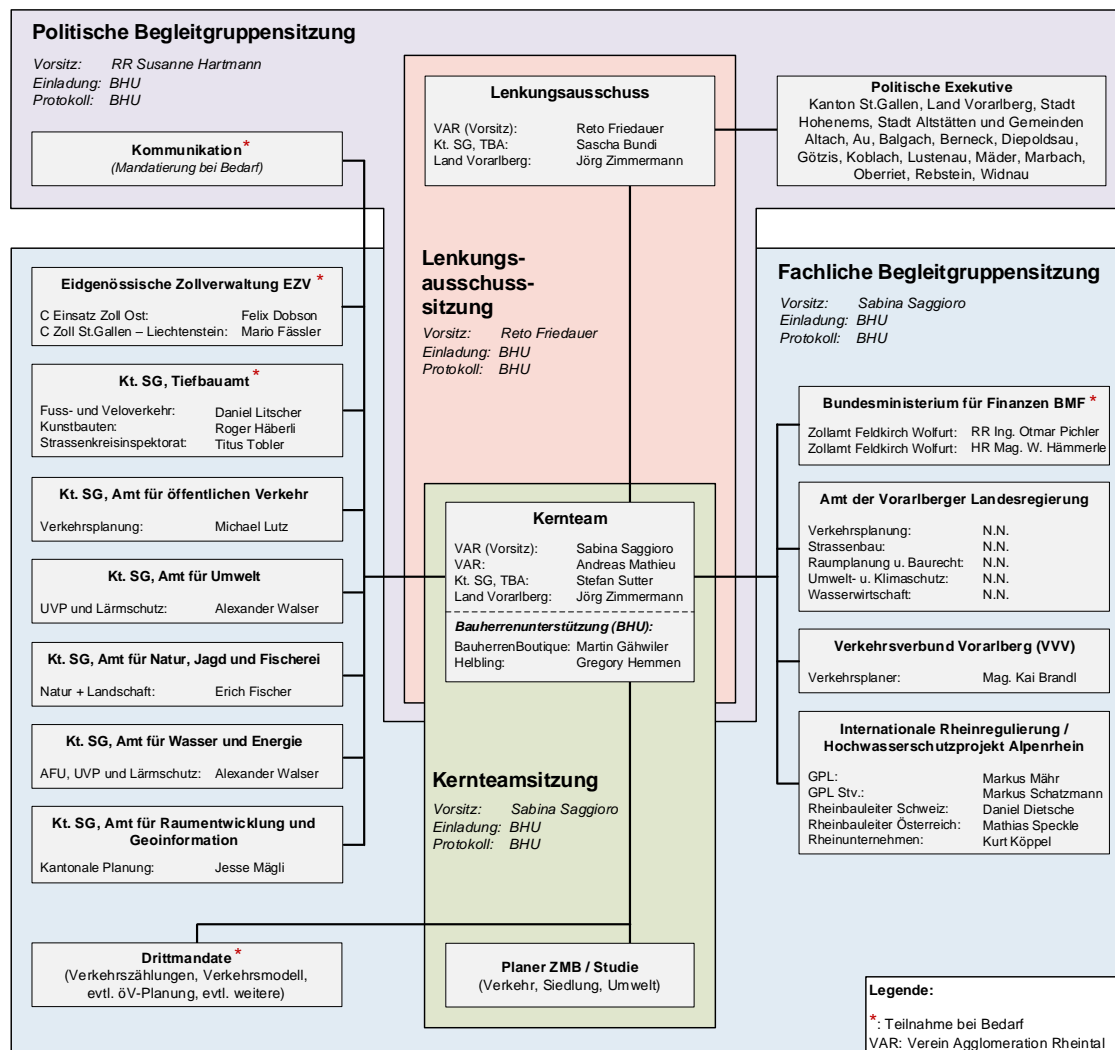 Politische Begleitgruppensitzung
Vorsitz: RR Susanne Hartmann
Einladung: BHU
Protokoll: BHU
Kommunikation *
(Mandatierung bei Bedarf)
Lenkungsausschuss
VAR (Vorsitz): Reto Friedauer
Kt. SG, TBA: Sascha Bundi
Land Vorarlberg: Jörg Zimmermann
Politische Exekutive
Kanton St.Gallen, Land Vorarlberg, Stadt
Hohenems, Stadt Altstätten und Gemeinden
Altach, Au, Balgach, Berneck, Diepoldsau,
Götzis, Koblach, Lustenau, Mäder, Marbach,
Oberriet, Rebstein, Widnau
Lenkungs-
ausschuss-
sitzung
Vorsitz: Reto Friedauer
Einladung: BHU
Protokoll: BHU
Fachliche Begleitgruppensitzung
Vorsitz: Sabina Saggioro
Einladung: BHU
Protokoll: BHU
Eidgenössische Zollverwaltung EZV *
C Einsatz Zoll Ost: Felix Dobson
C Zoll St.Gallen – Liechtenstein: Mario Fässler
Kt. SG, Tiefbauamt *
Fuss- und Veloverkehr: Daniel Litscher
Kunstbauten: Roger Häberli
Strassenkreisinspektorat: Titus Tobler
Kt. SG, Amt für öffentlichen Verkehr
Verkehrsplanung: Michael Lutz
Kt. SG, Amt für Umwelt
UVP und Lärmschutz: Alexander Walser
Kt. SG, Amt für Natur, Jagd und Fischerei
Natur + Landschaft: Erich Fischer
Kt. SG, Amt für Wasser und Energie
AFU, UVP und Lärmschutz: Alexander Walser
Kt. SG, Amt für Raumentwicklung und
Geoinformation
Kantonale Planung: Jesse Mägli
Kernteam
VAR (Vorsitz): Sabina Saggioro
VAR: Andreas Mathieu
Kt. SG, TBA: Stefan Sutter
Land Vorarlberg: Jörg Zimmermann
Bauherrenunterstützung (BHU):
BauherrenBoutique: Martin Gähwiler
Helbling: Gregory Hemmen
Kernteamsitzung
Vorsitz: Sabina Saggioro
Einladung: BHU
Protokoll: BHU
Bundesministerium für Finanzen BMF *
Zollamt Feldkirch Wolfurt: RR Ing. Otmar Pichler
Zollamt Feldkirch Wolfurt: HR Mag. W. Hämmerle
Amt der Vorarlberger Landesregierung
Verkehrsplanung: N.N.
Strassenbau: N.N.
Raumplanung u. Baurecht: N.N.
Umwelt- u. Klimaschutz: N.N.
Wasserwirtschaft: N.N.
Verkehrsverbund Vorarlberg (VVV)
Verkehrsplaner: Mag. Kai Brandl
Internationale Rheinregulierung /
Hochwasserschutzprojekt Alpenrhein
GPL: Markus Mähr
GPL Stv.: Markus Schatzmann
Rheinbauleiter Schweiz: Daniel Dietsche
Rheinbauleiter Österreich: Mathias Speckle
Rheinunternehmen: Kurt Köppel
Drittmandate *
(Verkehrszählungen, Verkehrsmodell,
evtl. öV-Planung, evtl. weitere)
Planer ZMB / Studie
(Verkehr, Siedlung, Umwelt)
Legende:
*: Teilnahme bei Bedarf
VAR: Verein Agglomeration Rheintal